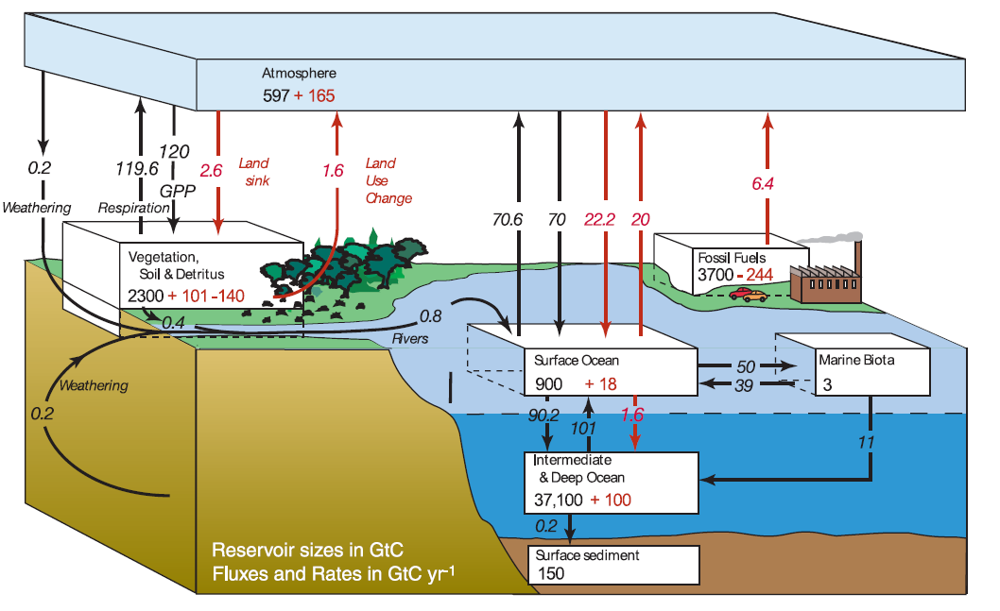 Atmosphere
597 + 165
0.2
Weathering
119.6
Respiration
120
GPP
2.6
Land
sink
1.6
Land
Use
Change
70.6
70
22.2
20
6.4
Vegetation,
Soil & Detritus
2300 + 101 -140
Fossil Fuels
3700 - 244
0.4
0.8
Rivers
Surface Ocean
900 + 18
50
39
Marine Biota
3
Weathering
0.2
90.2
101
1.6
11
Intermediate
& Deep Ocean
37,100 + 100
0.2
Surface sediment
150
Reservoir sizes in GtC
Fluxes and Rates in GtC yr-1